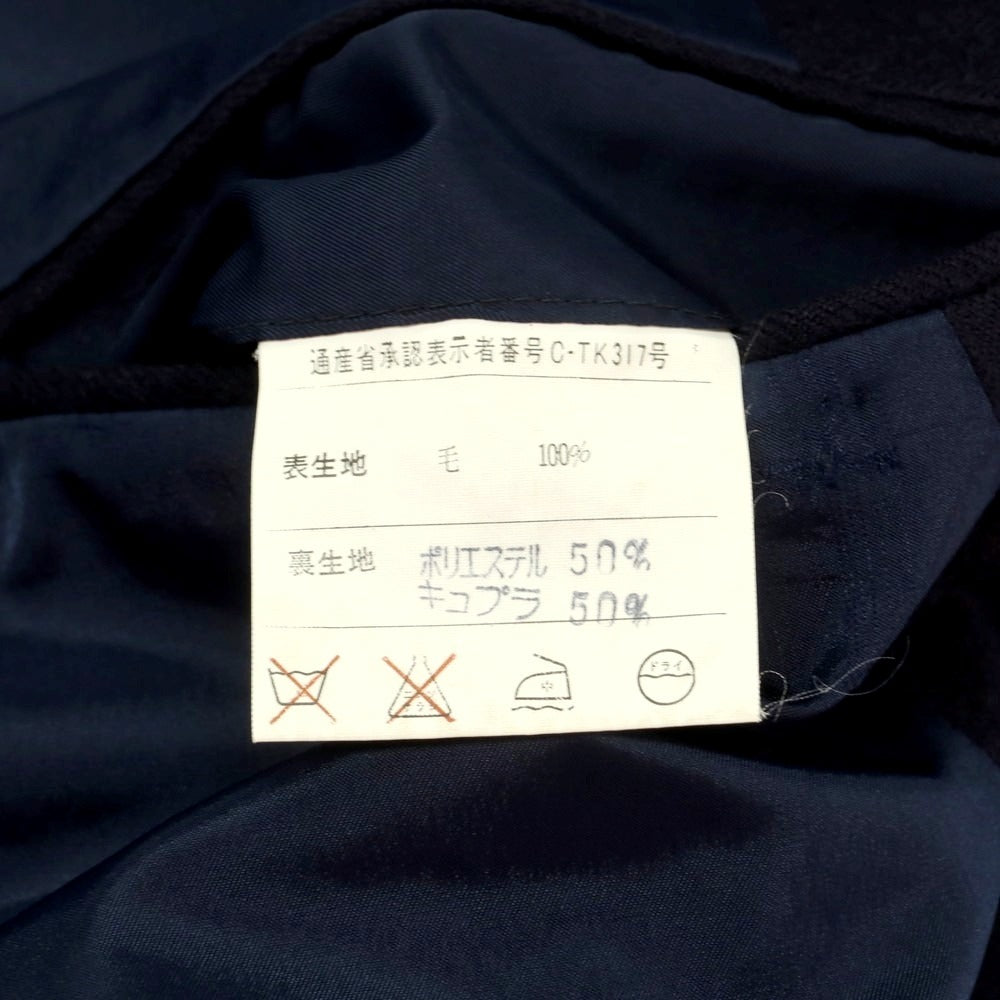 通産省承認表示者番号C-TK317号
表生地 毛 100%
裏生地 ポリエステル 50%
キュプラ 50%
中 ドライ